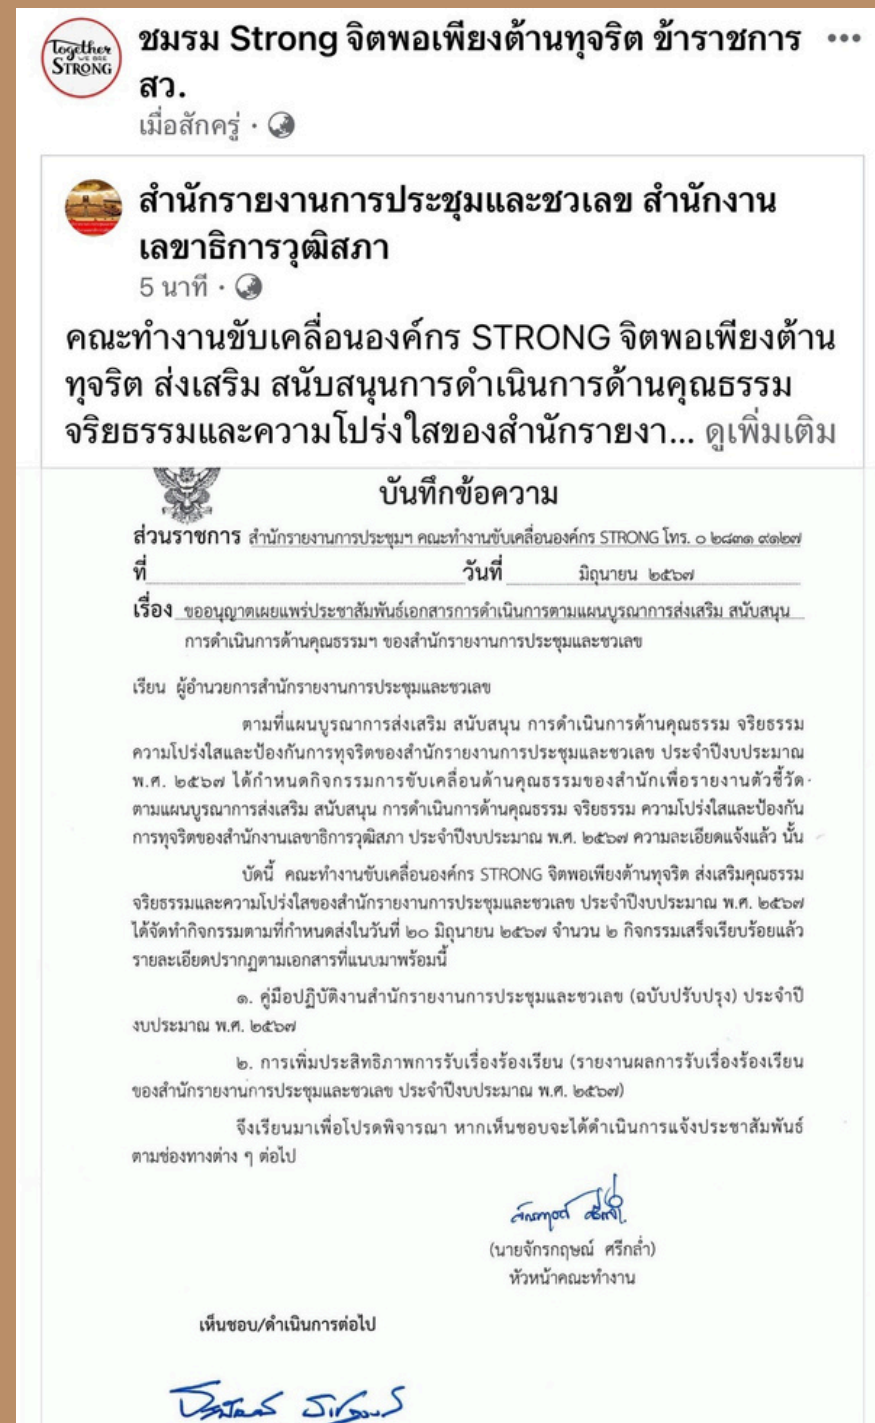 Together
WE ARE
STRONG
ชมรม Strong จิตพอเพียงต้านทุจริต ข้าราชการ
สว.
เมื่อสักครู่ ·
สำนักรายงานการประชุมและชวเลข สำนักงาน
เลขาธิการวุฒิสภา
5 นาที ·
คณะทำงานขับเคลื่อนองค์กร STRONG จิตพอเพียงต้าน
ทุจริต ส่งเสริม สนับสนุนการดำเนินการด้านคุณธรรม
จริยธรรมและความโปร่งใสของสำนักรายงา... ดูเพิ่มเติม
บันทึกข้อความ
ส่วนราชการ สำนักรายงานการประชุมฯ คณะทำงานขับเคลื่อนองค์กร STRONG โทร. ๐ ๒๘๓๑ ๙๑๒๗
ที่ วันที่ มิถุนายน ๒๕๖๗
เรื่อง ขออนุญาตเผยแพร่ประชาสัมพันธ์เอกสารการดำเนินการตามแผนบูรณาการส่งเสริม สนับสนุน
การดำเนินการด้านคุณธรรมฯ ของสำนักรายงานการประชุมและชวเลข
เรียน ผู้อำนวยการสำนักรายงานการประชุมและชวเลข
ตามที่แผนบูรณาการส่งเสริม สนับสนุน การดำเนินการด้านคุณธรรม จริยธรรม
ความโปร่งใสและป้องกันการทุจริตของสำนักรายงานการประชุมและชวเลข ประจำปีงบประมาณ
พ.ศ. ๒๕๖๗ ได้กำหนดกิจกรรมการขับเคลื่อนด้านคุณธรรมของสำนักเพื่อรายงานตัวชี้วัด
ตามแผนบูรณาการส่งเสริม สนับสนุน การดำเนินการด้านคุณธรรม จริยธรรม ความโปร่งใสและป้องกัน
การทุจริตของสำนักงานเลขาธิการวุฒิสภา ประจำปีงบประมาณ พ.ศ. ๒๕๖๗ ความละเอียดแจ้งแล้ว นั้น
บัดนี้ คณะทำงานขับเคลื่อนองค์กร STRONG จิตพอเพียงต้านทุจริต ส่งเสริมคุณธรรม
จริยธรรมและความโปร่งใสของสำนักรายงานการประชุมและชวเลข ประจำปีงบประมาณ พ.ศ. ๒๕๖๗
ได้จัดทำกิจกรรมตามที่กำหนดส่งในวันที่ ๒๐ มิถุนายน ๒๕๖๗ จำนวน ๒ กิจกรรมเสร็จเรียบร้อยแล้ว
รายละเอียดปรากฏตามเอกสารที่แนบมาพร้อมนี้
๑. คู่มือปฏิบัติงานสำนักรายงานการประชุมและชวเลข (ฉบับปรับปรุง) ประจำปี
งบประมาณ พ.ศ. ๒๕๖๗
๒. การเพิ่มประสิทธิภาพการรับเรื่องร้องเรียน (รายงานผลการรับเรื่องร้องเรียน
ของสำนักรายงานการประชุมและชวเลข ประจำปีงบประมาณ พ.ศ. ๒๕๖๗)
จึงเรียนมาเพื่อโปรดพิจารณา หากเห็นชอบจะได้ดำเนินการแจ้งประชาสัมพันธ์
ตามช่องทางต่าง ๆ ต่อไป
(นายจักรกฤษณ์ ศรีกล่ำ)
หัวหน้าคณะทำงาน
เห็นชอบ/ดำเนินการต่อไป